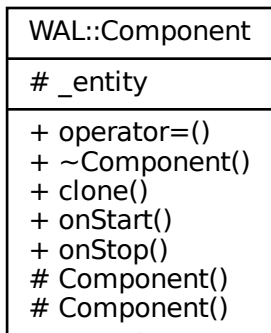 WAL::Component
# _entity
+ operator=()
+ ~Component()
+ clone()
+ onStart()
+ onStop()
# Component()
# Component()